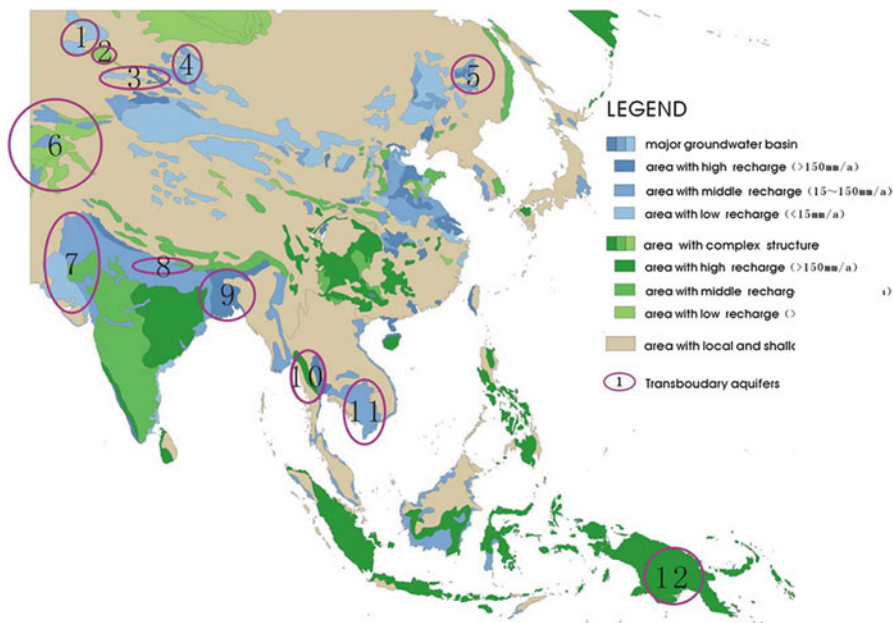 1
2
3
4
5
6
7
8
9
10
11
12
LEGEND
major groundwater basin
area with high recharge (>150mm/a)
area with middle recharge (15~150mm/a)
area with low recharge (<15mm/a)
area with complex structure
area with high recharge (>150mm/a)
area with middle recharg
area with low recharge
area with local and
1 Transboudary aquifers